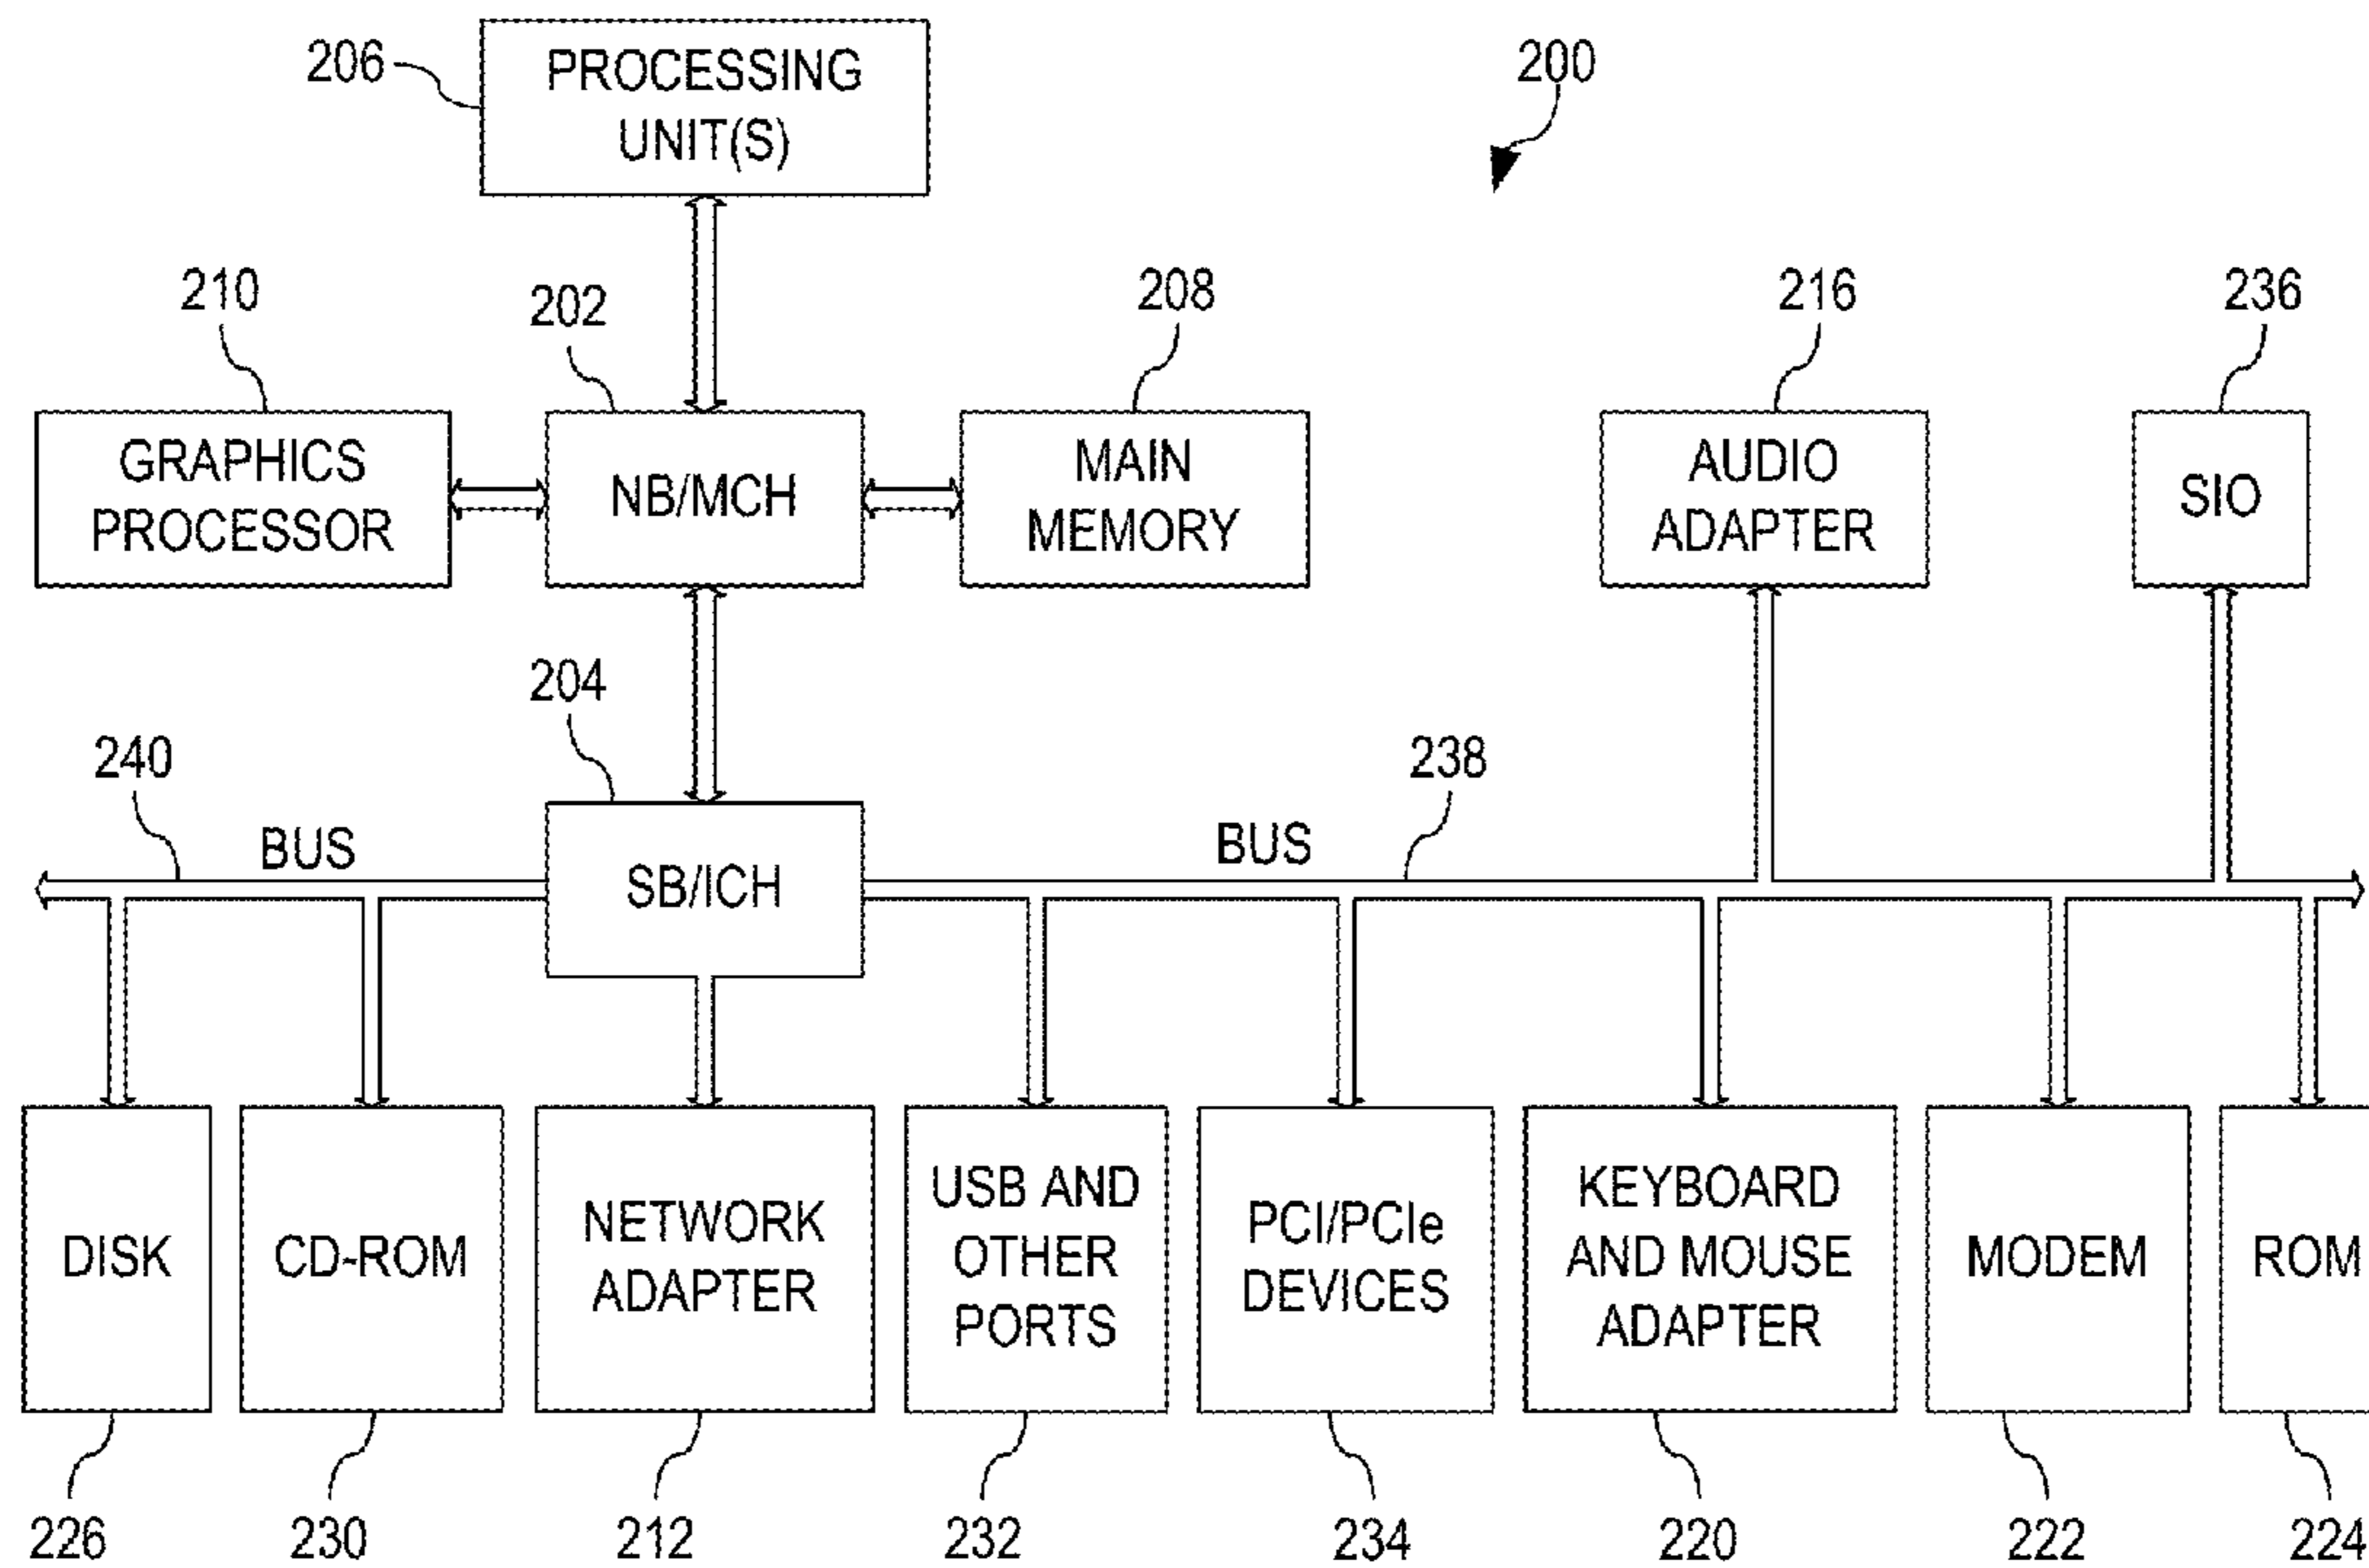 206
PROCESSING
UNIT(S)
200
210
202
208
216
236
GRAPHICS
PROCESSOR
NB/MCH
MAIN
MEMORY
AUDIO
ADAPTER
SIO
204
240
238
BUS
SB/ICH
BUS
DISK
CD-ROM
NETWORK
ADAPTER
USB AND
OTHER
PORTS
PCI/PCIe
DEVICES
KEYBOARD
AND MOUSE
ADAPTER
MODEM
ROM
226
230
212
232
234
220
222
224